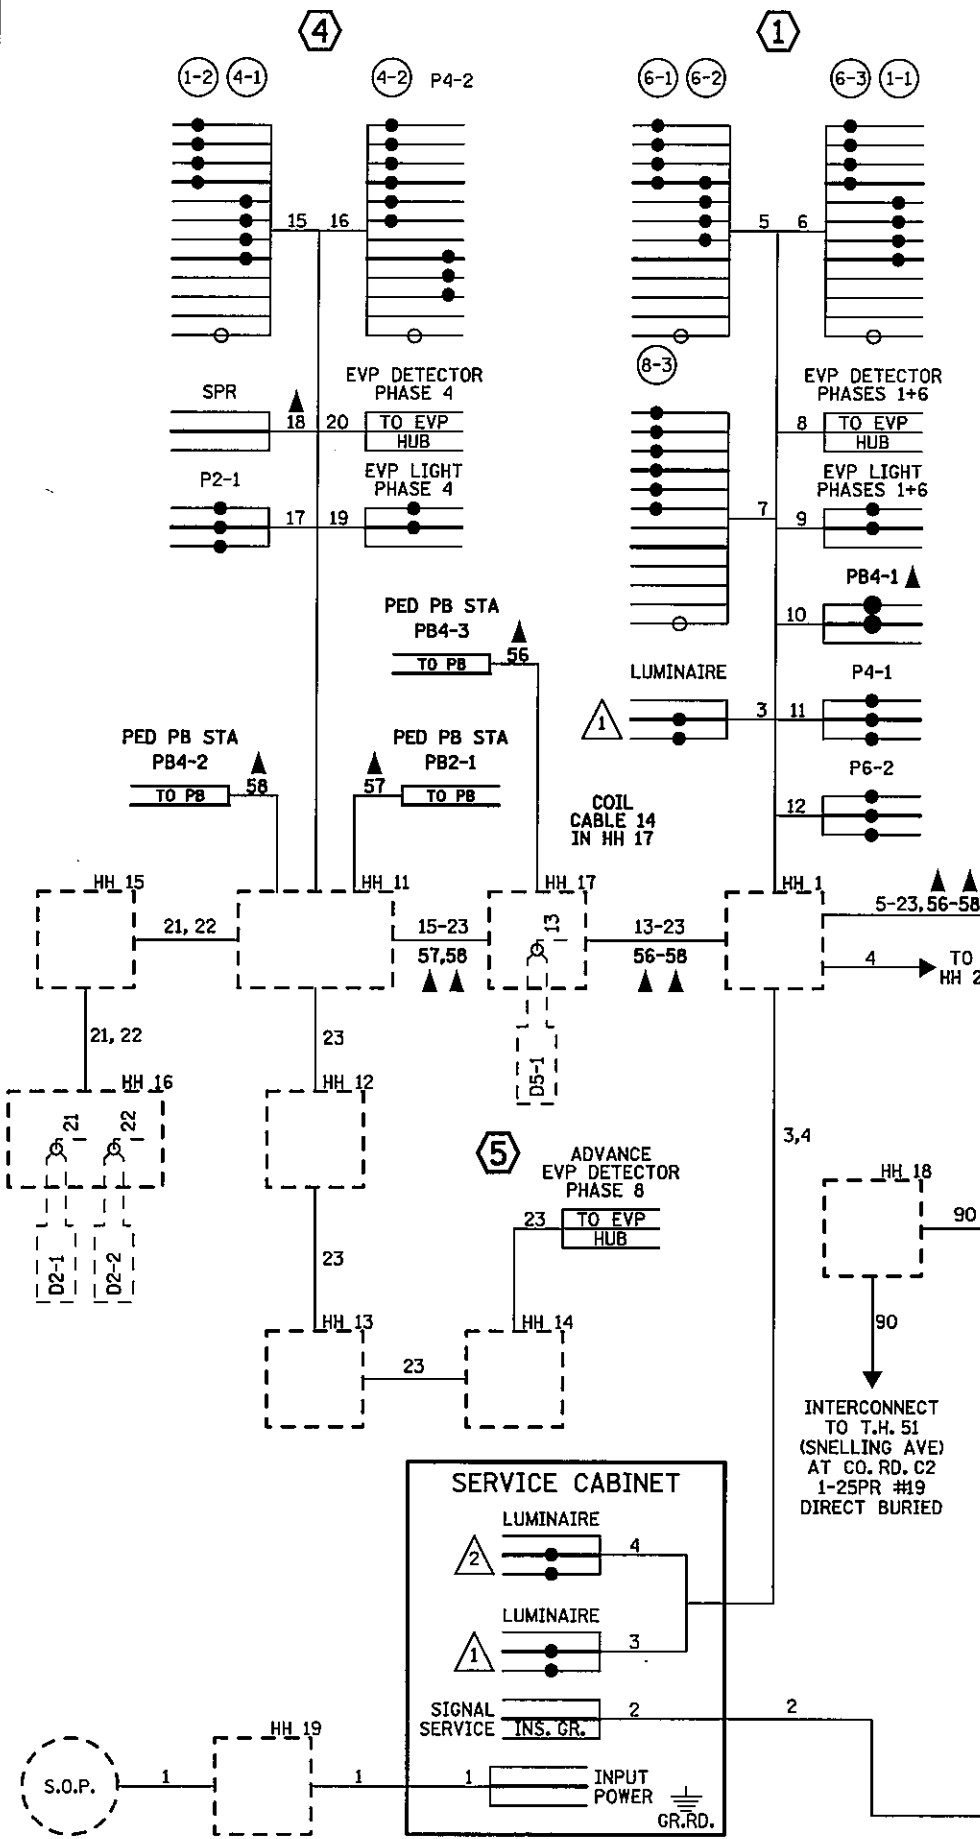 4
1
1-2 4-1 4-2 P4-2
6-1 6-2 6-3 1-1
15 16
5 6
8-3
SPR
18
EVP DETECTOR
PHASE 4
20
TO EVP
HUB
EVP DETECTOR
PHASES 1+6
8
TO EVP
HUB
P2-1
17
EVP LIGHT
PHASE 4
19
7
EVP LIGHT
PHASES 1+6
9
PB4-1
10
PED PB STA
PB4-3
TO PB
56
LUMINAIRE
1
3
P4-1
11
PED PB STA
PB4-2
TO PB
58
PED PB STA
PB2-1
TO PB
57
COIL
CABLE 14
IN HH 17
P6-2
12
HH 15
HH 11
HH 17
HH 1
21, 22
15-23
57,58
13
13-23
56-58
5-23,56-58
4
TO
HH 2
D5-1
21, 22
23
HH 16
21
22
D2-1
D2-2
HH 12
23
3,4
5
ADVANCE
EVP DETECTOR
PHASE 8
23
TO EVP
HUB
HH 18
90
90
INTERCONNECT
TO T.H. 51
(SNELLING AVE)
AT CO. RD. C2
1-25PR #19
DIRECT BURIED
HH 13
23
HH 14
SERVICE CABINET
LUMINAIRE
2
4
LUMINAIRE
1
3
SIGNAL
SERVICE
INS. GR.
2
2
S.O.P.
1
HH 19
1
1
INPUT
POWER
GR.RD.